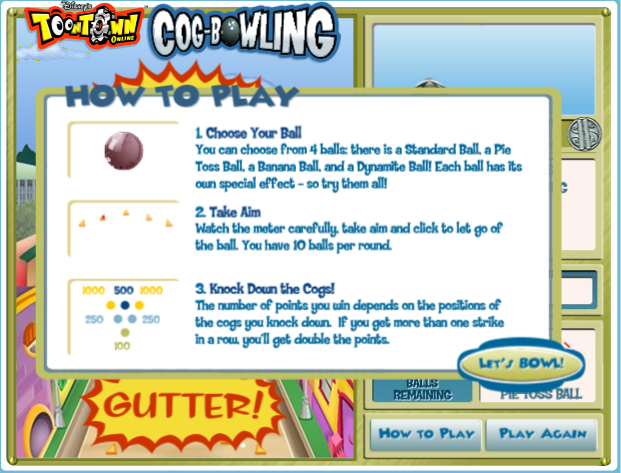 Disney's
TOONTOWN
ONLINE
COG-BOWLING
HOW TO PLAY
1. Choose Your Ball
You can choose from 4 balls: there is a Standard Ball, a Pie
Toss Ball, a Banana Ball, and a Dynamite Ball! Each ball has its
own special effect - so try them all!
2. Take Aim
Watch the meter carefully, take aim and click to let go of
the ball. You have 10 balls per round.
1000 500 1000
250 250
100
3. Knock Down the Cogs!
The number of points you win depends on the positions of
the cogs you knock down. If you get more than one strike
in a row, you'll get double the points.
LET'S BOWL!
GUTTER!
BALLS
REMAINING
PIE TOSS BALL
HOW TO PLAY
PLAY AGAIN